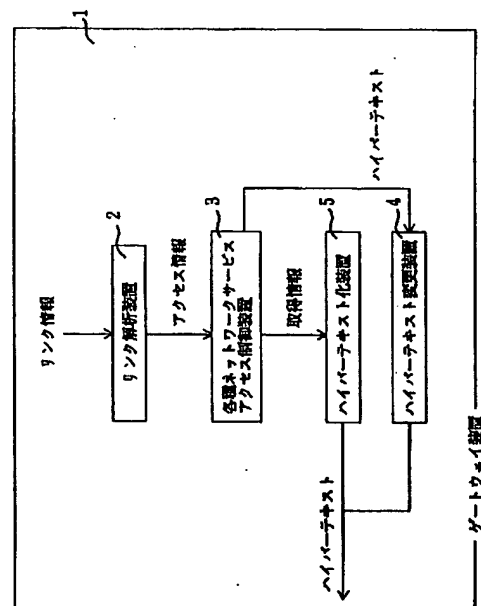 リンク情報
リンク解析装置
2
アクセス情報
各種ネットワークサービス
アクセス制御装置
3
取得情報
ハイパーテキスト
ハイパーテキスト化装置
5
ハイパーテキスト変更装置
4
ハイパーテキスト
ゲートウェイ装置
1